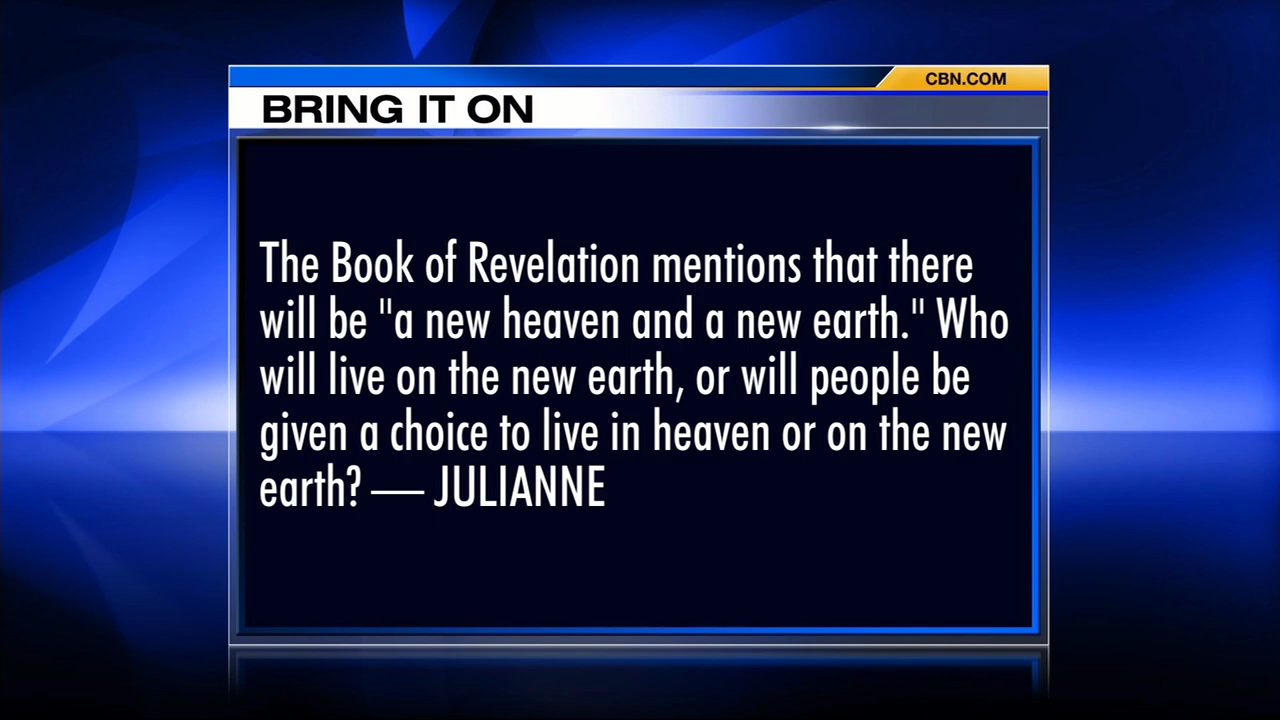 CBN.COM
BRING IT ON
The Book of Revelation mentions that there
will be "a new heaven and a new earth." Who
will live on the new earth, or will people be
given a choice to live in heaven or on the new
earth? — JULIANNE